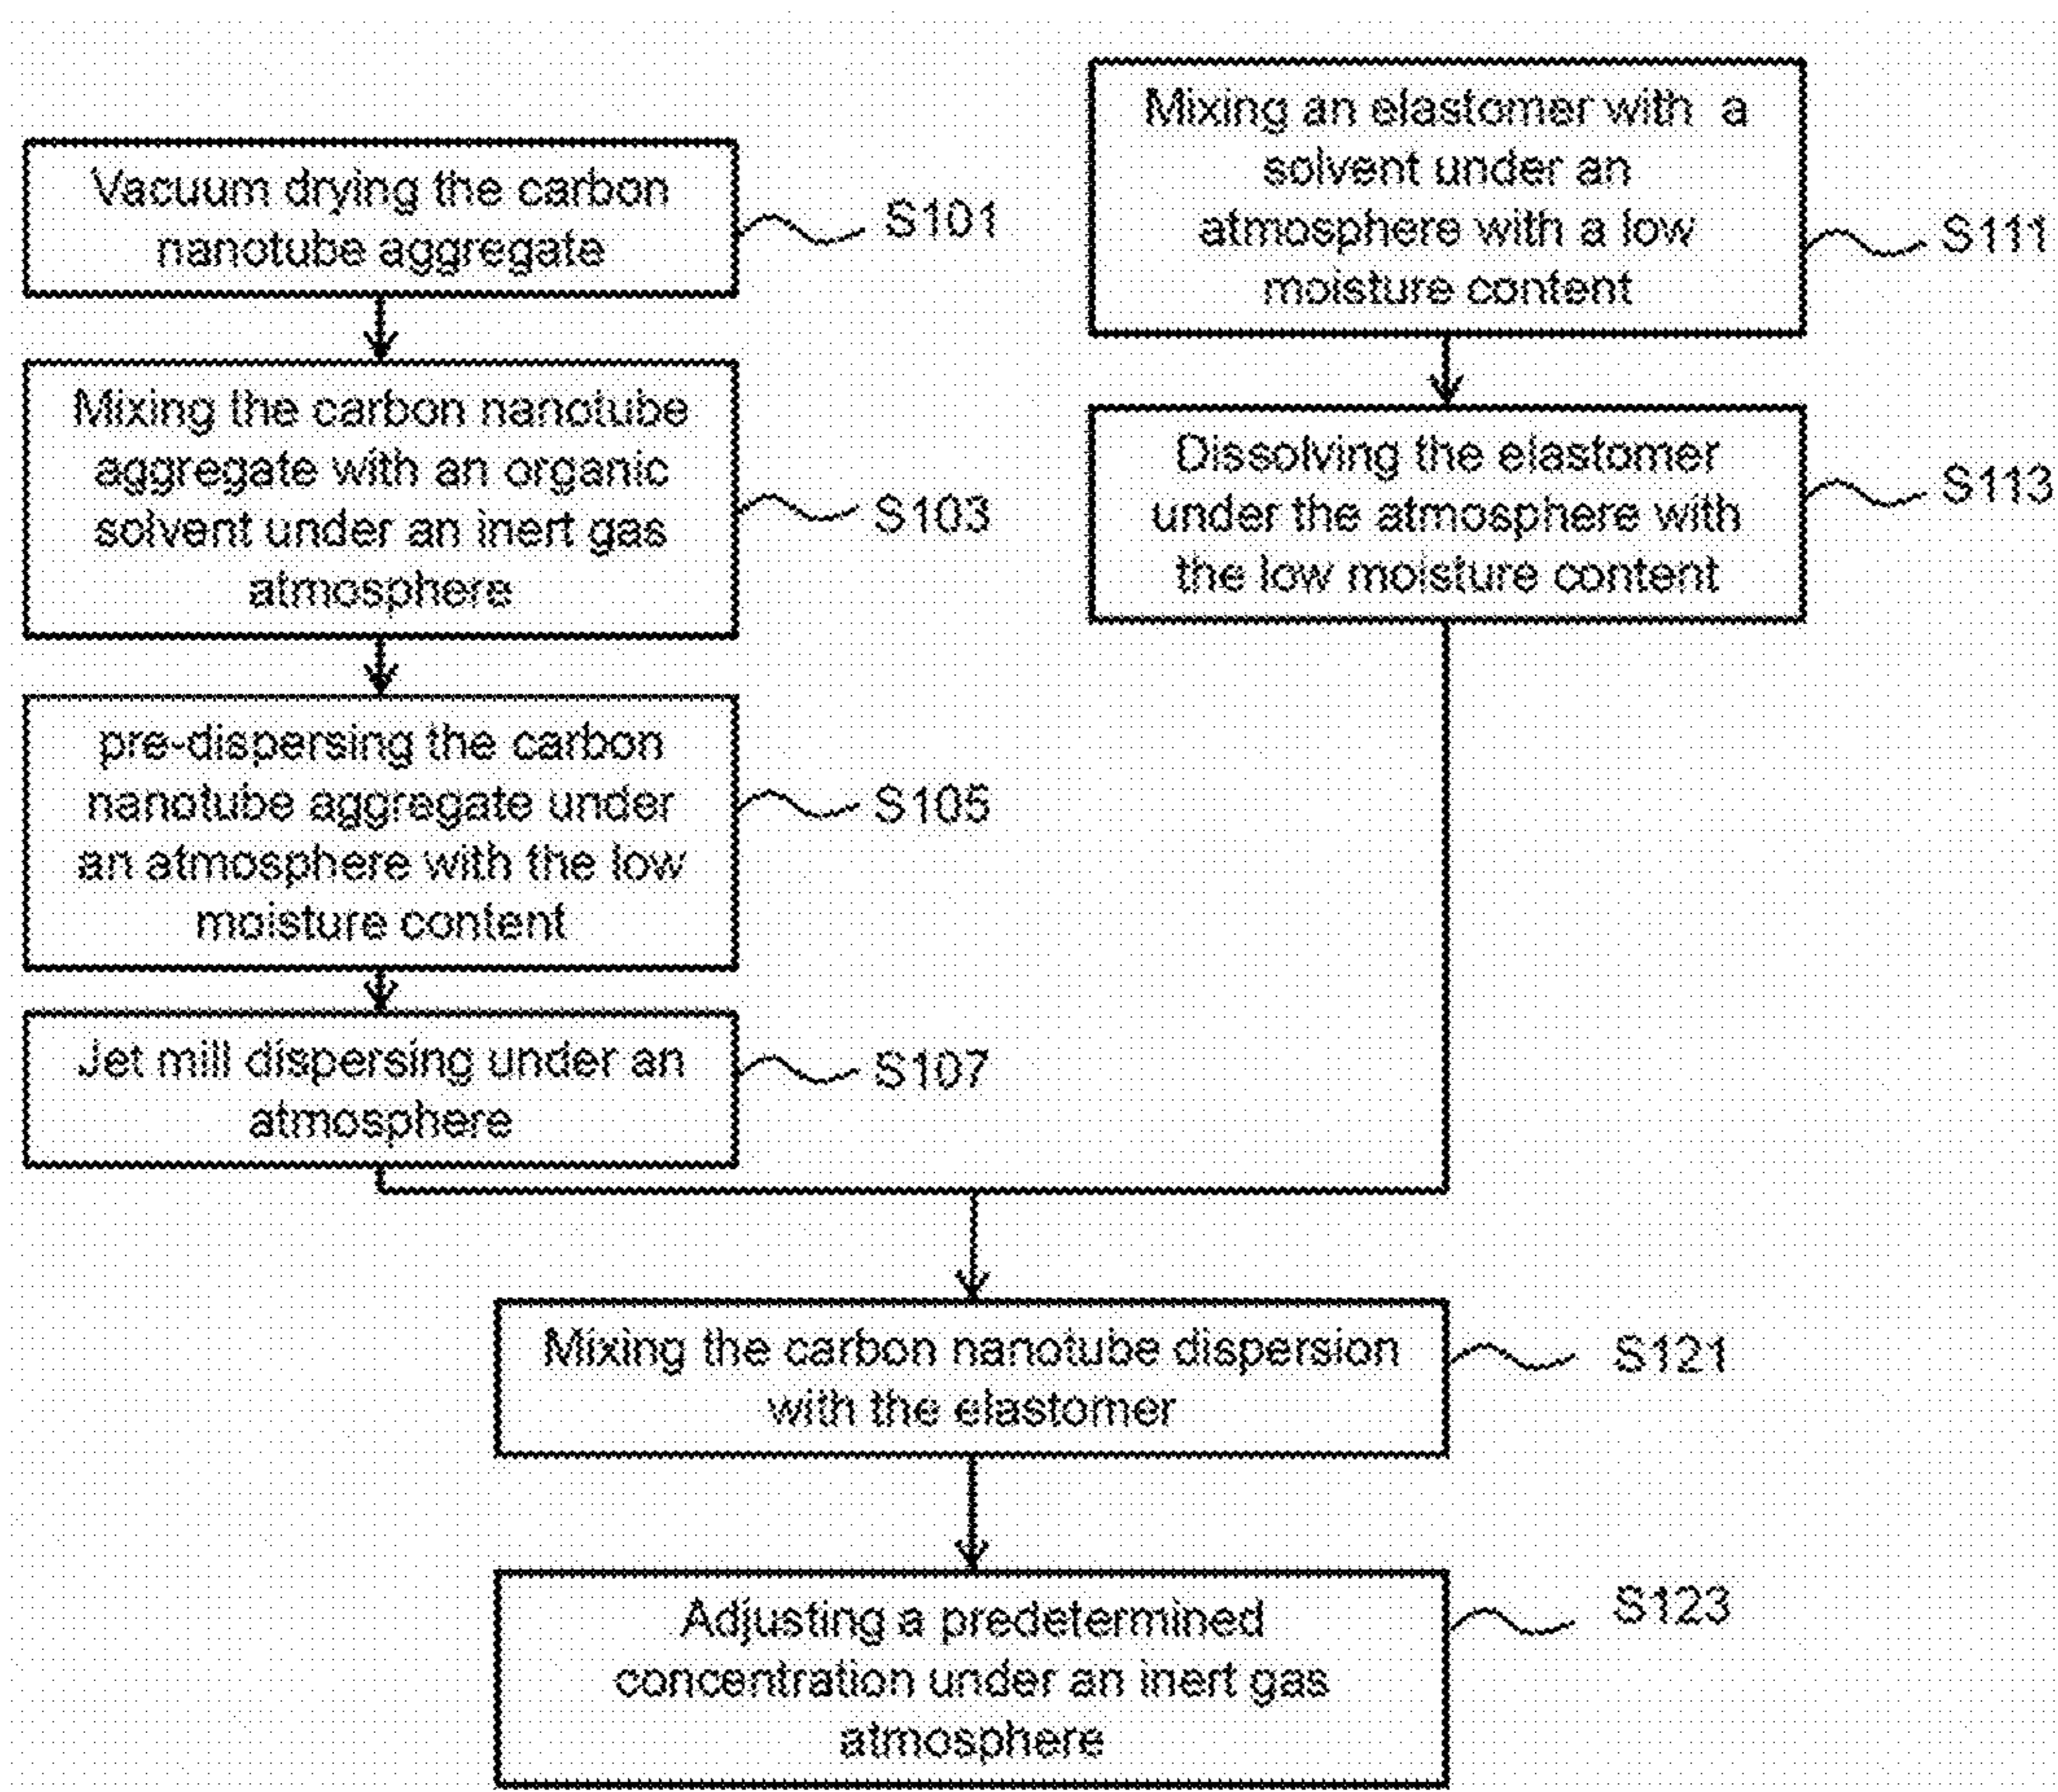 Vacuum drying the carbon
nanotube aggregate
S101
Mixing the carbon nanotube
aggregate with an organic
solvent under an inert gas
atmosphere
S103
pre-dispersing the carbon
nanotube aggregate under
an atmosphere with the low
moisture content
S105
Jet mill dispersing under an
atmosphere
S107
Mixing an elastomer with a
solvent under an
atmosphere with a low
moisture content
S111
Dissolving the elastomer
under the atmosphere with
the low moisture content
S113
Mixing the carbon nanotube dispersion
with the elastomer
S121
Adjusting a predetermined
concentration under an inert gas
atmosphere
S123